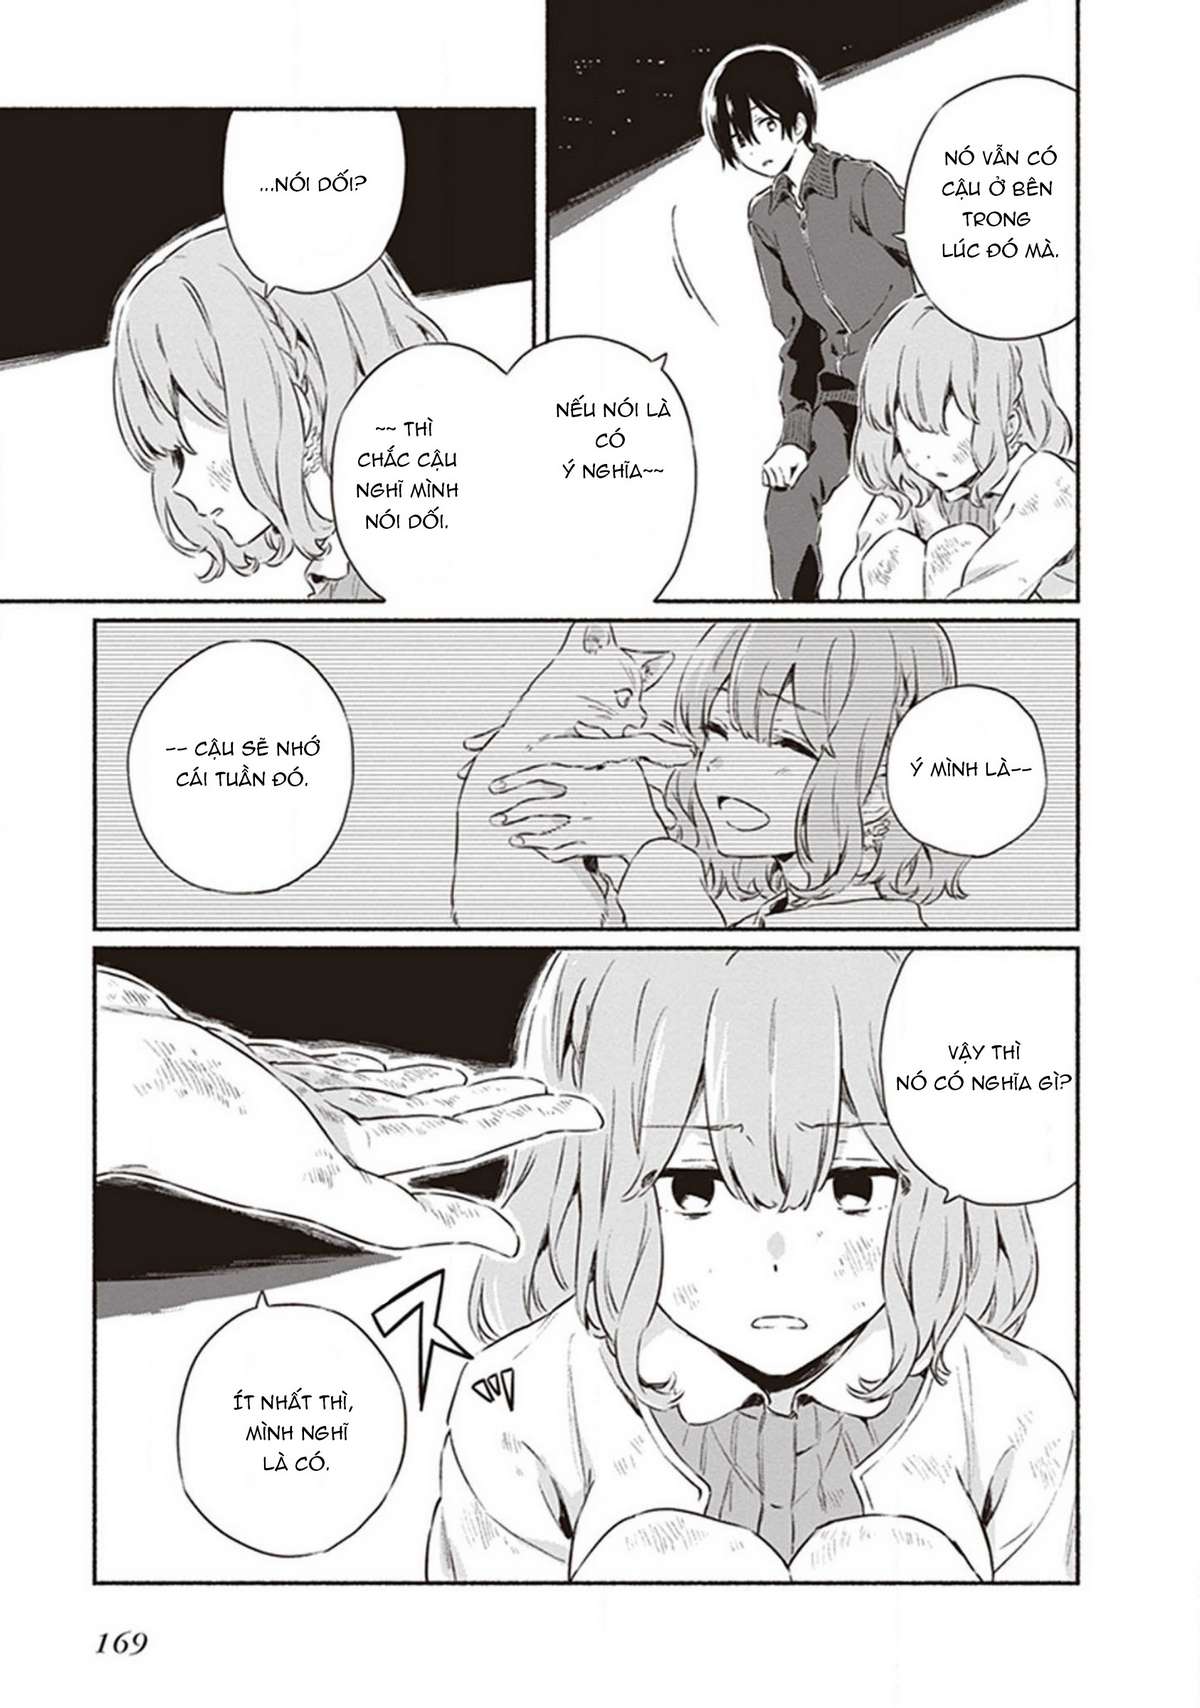 NÓ VẪN CÓ
CẬU Ở BÊN
TRONG
LÚC ĐÓ MÀ.
NẾU NÓI LÀ
CÓ
Ý NGHĨA~~
...NÓI DỐI?
~~ THÌ
CHẮC CẬU
NGHĨ MÌNH
NÓI DỐI.
Ý MÌNH LÀ--
-- CẬU SẼ NHỚ
CÁI TUẦN ĐÓ.
VẬY THÌ
NÓ CÓ NGHĨA GÌ?
ス
ÍT NHẤT THÌ,
MÌNH NGHĨ
LÀ CÓ.
169